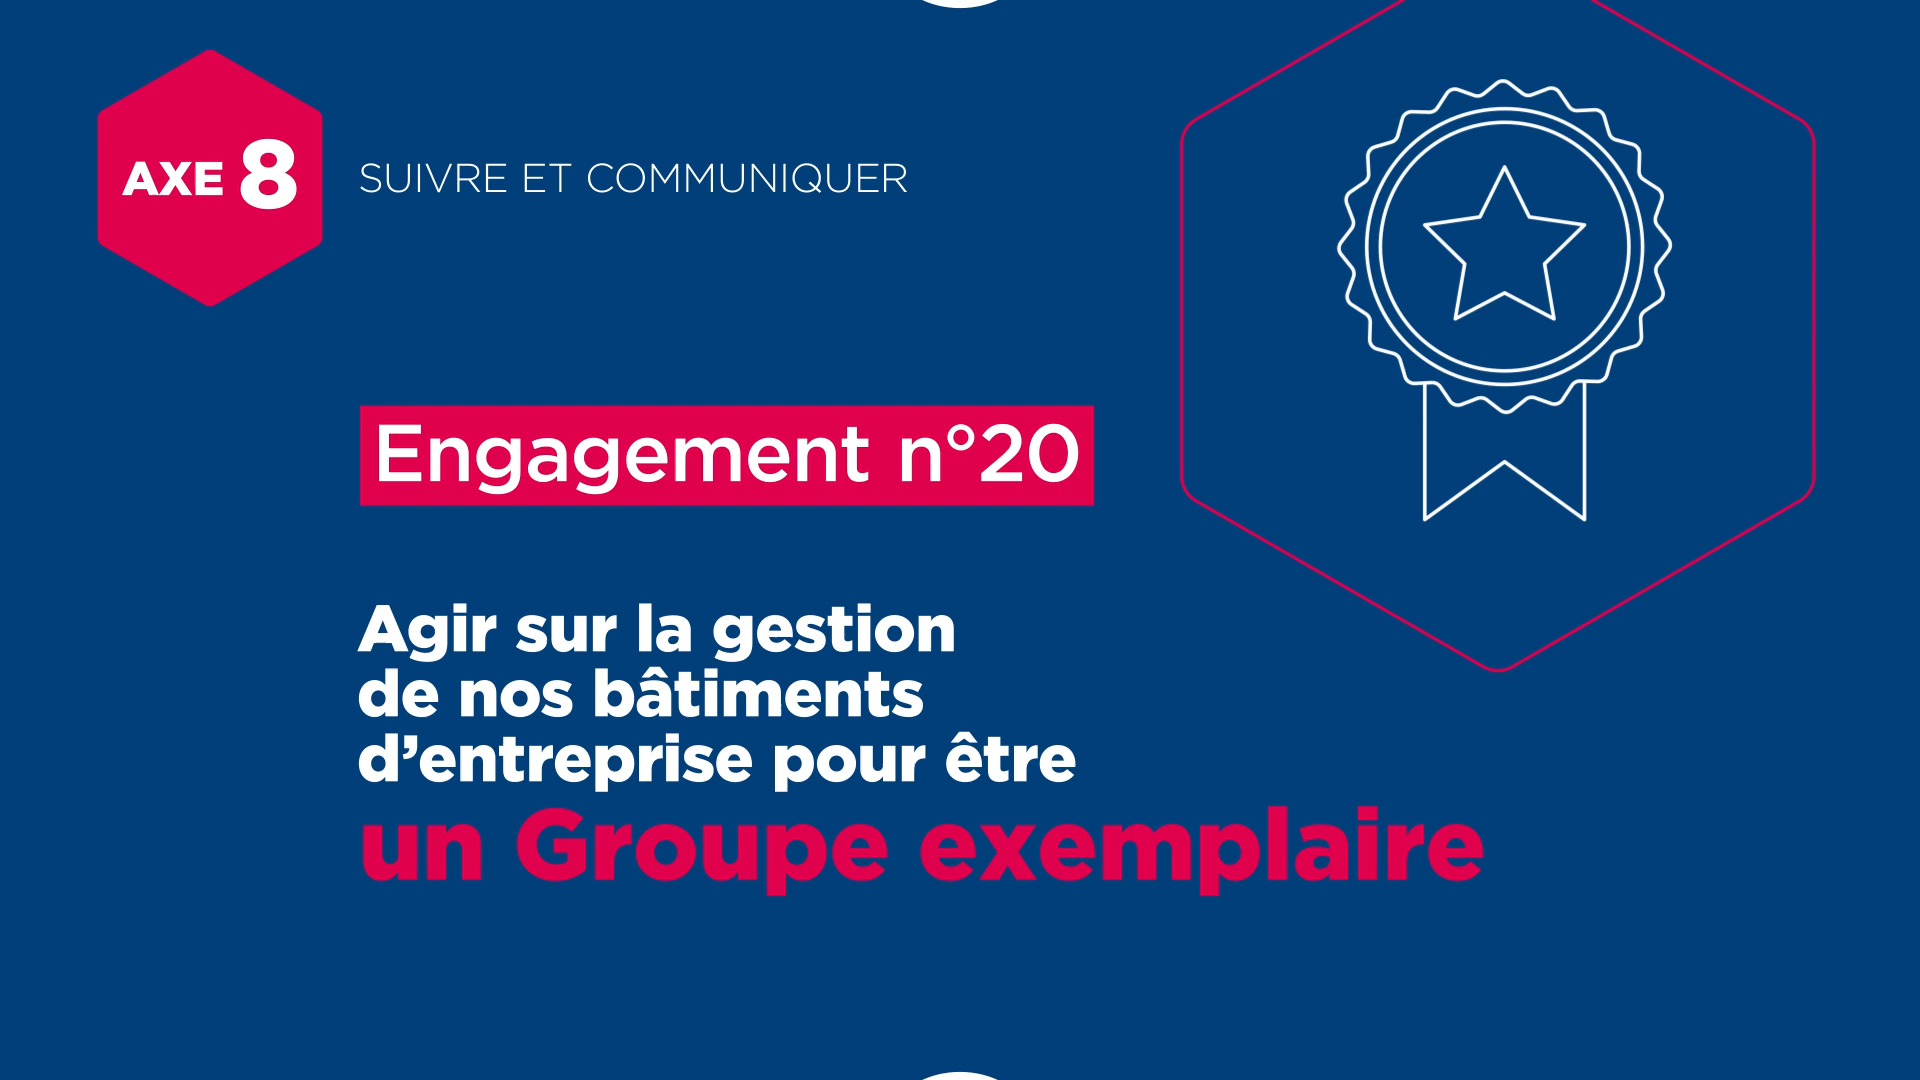 AXE 8
SUIVRE ET COMMUNIQUER
Engagement n°20
Agir sur la gestion
de nos bâtiments
d’entreprise pour être
un Groupe exemplaire